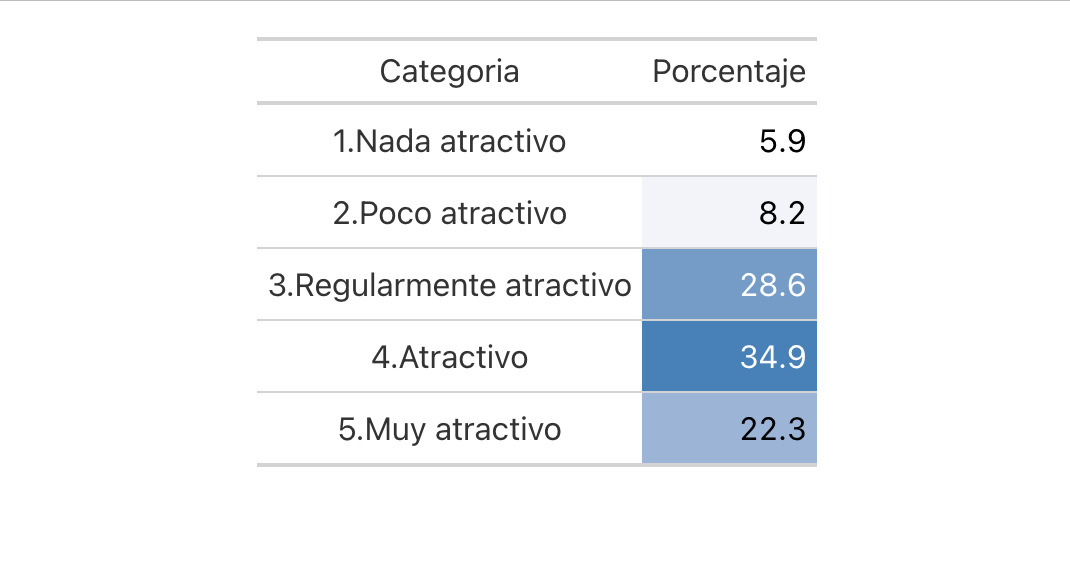 Categoria Porcentaje
1.Nada atractivo 5.9
2.Poco atractivo 8.2
3.Regularmente atractivo 28.6
4.Atractivo 34.9
5.Muy atractivo 22.3